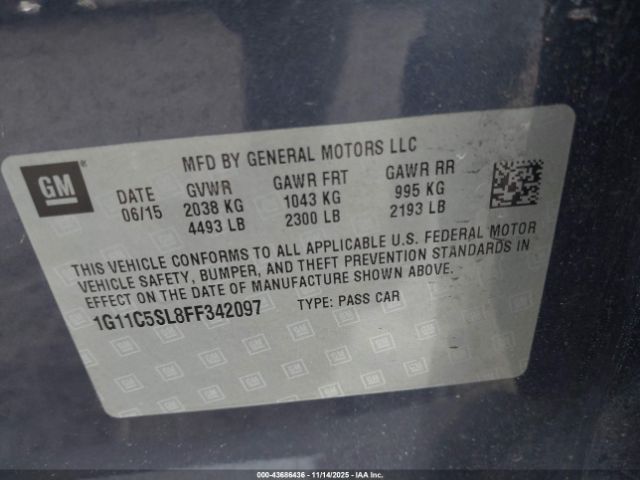 GM
MFD BY GENERAL MOTORS LLC
DATE GVWR GAWR FRT GAWR RR
06/15 2038 KG 1043 KG 995 KG
4493 LB 2300 LB 2193 LB
THIS VEHICLE CONFORMS TO ALL APPLICABLE U.S. FEDERAL MOTOR
VEHICLE SAFETY, BUMPER, AND THEFT PREVENTION STANDARDS IN
EFFECT ON THE DATE OF MANUFACTURE SHOWN ABOVE.
1G11C5SL8FF342097 TYPE: PASS CAR
000-43686436 - 11/14/2025 - IAA Inc.